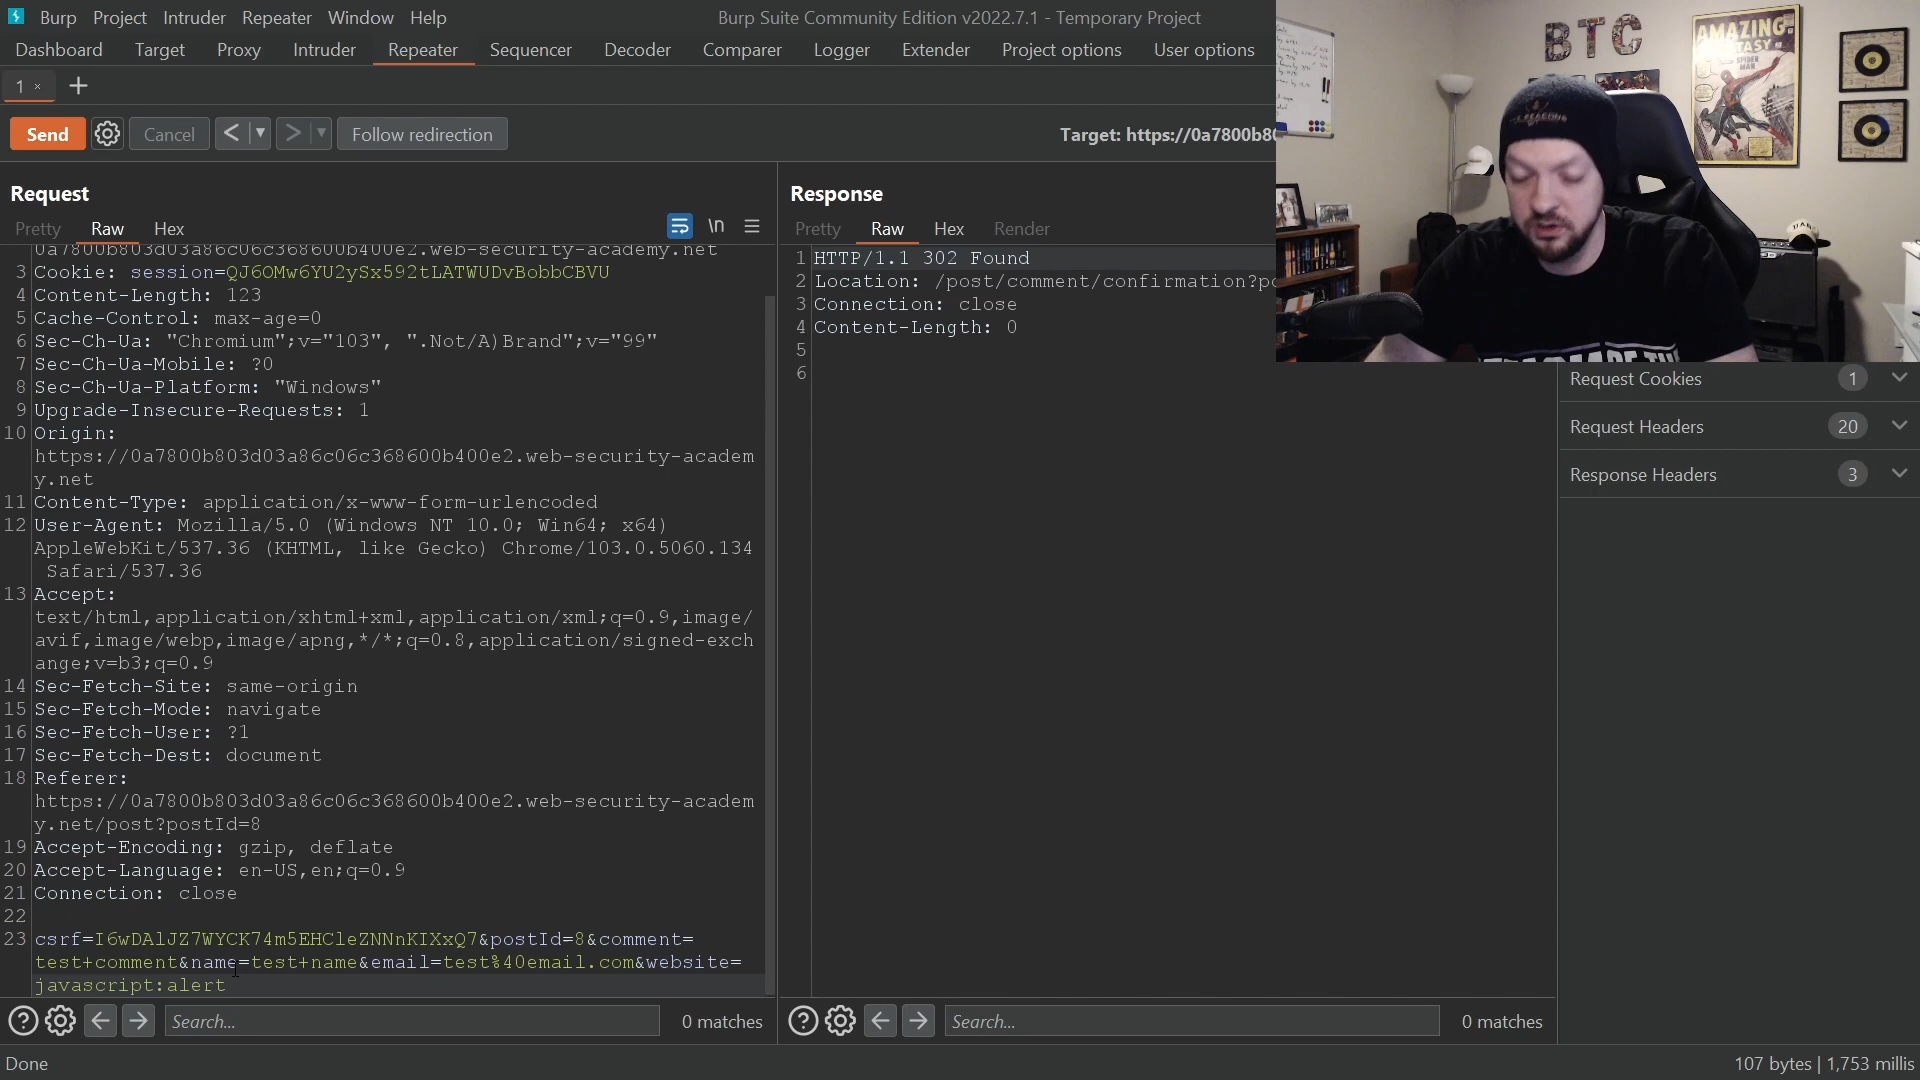 Burp Project Intruder Repeater Window Help
Burp Suite Community Edition v2022.7.1 - Temporary Project
Dashboard Target Proxy Intruder Repeater Sequencer Decoder Comparer Logger Extender Project options User options
1 × +
Send Cancel < ▼ > ▼ Follow redirection
Target: https://0a7800b80
Request
Pretty Raw Hex
\n
0a7800b803d03a86c06c368600b400e2.web-security-academy.net
3 Cookie: session=QJ6OMw6YU2ySx592tLATWUDvBobbCBVU
4 Content-Length: 123
5 Cache-Control: max-age=0
6 Sec-Ch-Ua: "Chromium";v="103", ".Not/A)Brand";v="99"
7 Sec-Ch-Ua-Mobile: ?0
8 Sec-Ch-Ua-Platform: "Windows"
9 Upgrade-Insecure-Requests: 1
10 Origin:
https://0a7800b803d03a86c06c368600b400e2.web-security-academ
y.net
11 Content-Type: application/x-www-form-urlencoded
12 User-Agent: Mozilla/5.0 (Windows NT 10.0; Win64; x64)
AppleWebKit/537.36 (KHTML, like Gecko) Chrome/103.0.5060.134
Safari/537.36
13 Accept:
text/html,application/xhtml+xml,application/xml;q=0.9,image/
avif,image/webp,image/apng,*/*;q=0.8,application/signed-exch
ange;v=b3;q=0.9
14 Sec-Fetch-Site: same-origin
15 Sec-Fetch-Mode: navigate
16 Sec-Fetch-User: ?1
17 Sec-Fetch-Dest: document
18 Referer:
https://0a7800b803d03a86c06c368600b400e2.web-security-academ
y.net/post?postId=8
19 Accept-Encoding: gzip, deflate
20 Accept-Language: en-US,en;q=0.9
21 Connection: close
22
23 csrf=I6wDAlJZ7WYCK74m5EHCleZNNnKIXxQ7&postId=8&comment=
test+comment&name=test+name&email=test%40email.com&website=
javascript:alert
Search... 0 matches
Response
Pretty Raw Hex Render
1 HTTP/1.1 302 Found
2 Location: /post/comment/confirmation?po
3 Connection: close
4 Content-Length: 0
5
6
Search... 0 matches
BTC
AMAZING
FANTASY
SPIDER
MAN
Request Cookies 1
Request Headers 20
Response Headers 3
Done
107 bytes | 1,753 millis